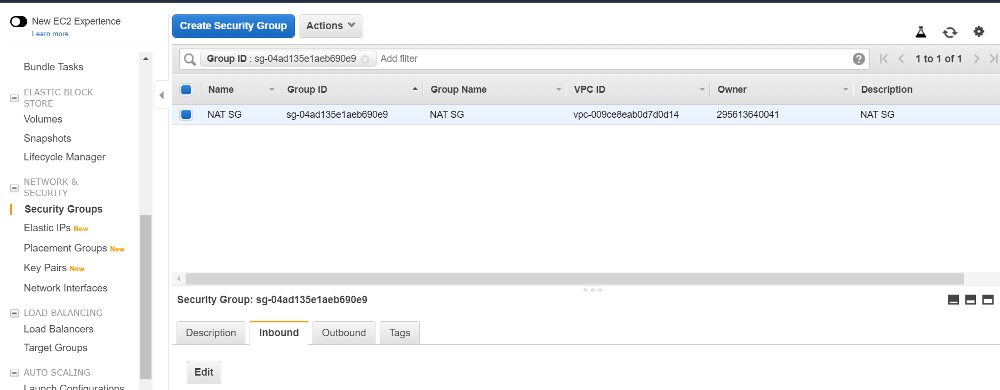 New EC2 Experience
Learn more
Bundle Tasks
ELASTIC BLOCK
STORE
Volumes
Snapshots
Lifecycle Manager
NETWORK &
SECURITY
Security Groups
Elastic IPs New
Placement Groups New
Key Pairs New
Network Interfaces
LOAD BALANCING
Load Balancers
Target Groups
AUTO SCALING
Launch Configurations
Create Security Group Actions
Group ID : sg-04ad135e1aeb690e9 Add filter 1 to 1 of 1
Name Group ID Group Name VPC ID Owner Description
NAT SG sg-04ad135e1aeb690e9 NAT SG vpc-009ce8eab0d7d0d14 295613640041 NAT SG
Security Group: sg-04ad135e1aeb690e9
Description Inbound Outbound Tags
Edit